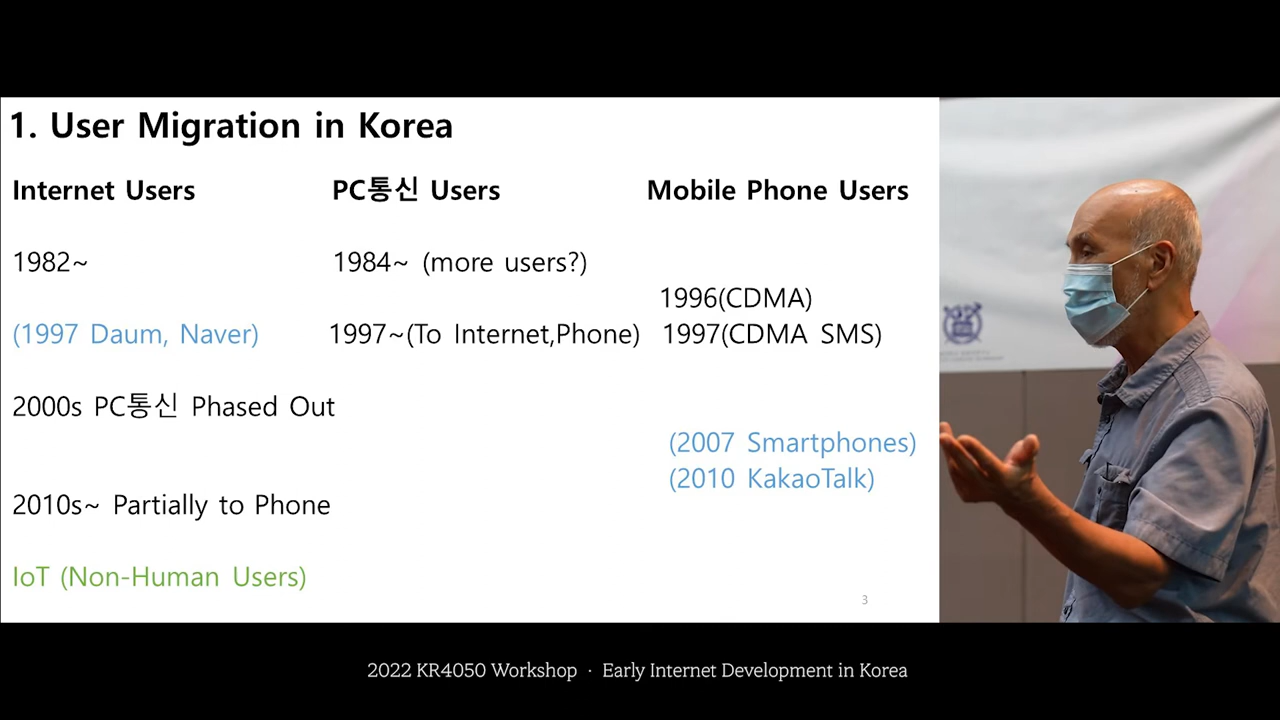 1. User Migration in Korea
Internet Users
PC통신 Users
Mobile Phone Users
1982~
1984~ (more users?)
1996(CDMA)
(1997 Daum, Naver)
1997~(To Internet,Phone)
1997(CDMA SMS)
2000s PC통신 Phased Out
(2007 Smartphones)
(2010 KakaoTalk)
2010s~ Partially to Phone
IoT (Non-Human Users)
3
2022 KR4050 Workshop · Early Internet Development in Korea